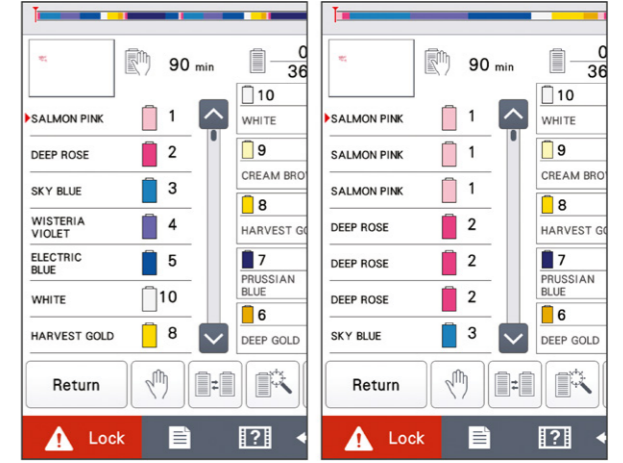 90 min
0
36
SALMON PINK 1
DEEP ROSE 2
SKY BLUE 3
WISTERIA
VIOLET 4
ELECTRIC
BLUE 5
WHITE 10
HARVEST GOLD 8
10
WHITE
9
CREAM BRO
8
HARVEST GO
7
PRUSSIAN
BLUE
6
DEEP GOLD
Return
Lock
?
90 min
0
36
SALMON PINK 1
SALMON PINK 1
SALMON PINK 1
DEEP ROSE 2
DEEP ROSE 2
DEEP ROSE 2
SKY BLUE 3
10
WHITE
9
CREAM BRO
8
HARVEST GO
7
PRUSSIAN
BLUE
6
DEEP GOLD
Return
Lock
?